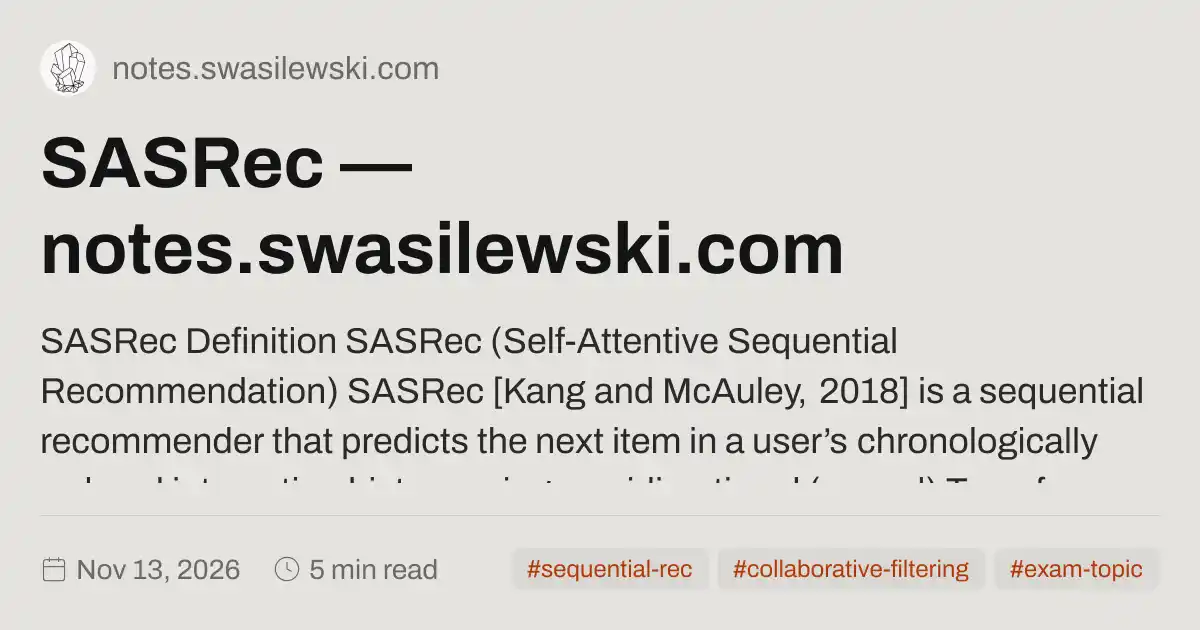 notes.swasilewski.com
SASRec —
notes.swasilewski.com
SASRec Definition SASRec (Self-Attentive Sequential
Recommendation) SASRec [Kang and McAuley, 2018] is a sequential
recommender that predicts the next item in a user’s chronologically
Nov 13, 2026
5 min read
#sequential-rec
#collaborative-filtering
#exam-topic